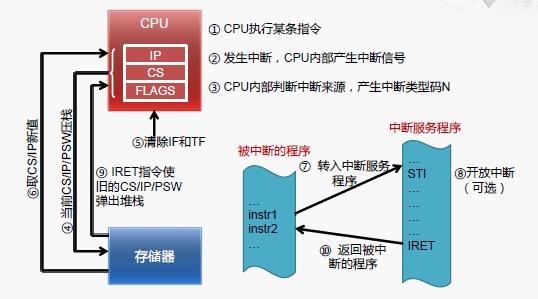 CPU
IP
CS
FLAGS
① CPU执行某条指令
② 发生中断，CPU内部产生中断信号
③ CPU内部判断中断来源，产生中断类型码N
⑤清除IF和TF
⑥取CS/IP新值
④ 当前CS/IP/PSW压栈
⑨ IRET指令使
旧的CS/IP/PSW
弹出堆栈
存储器
被中断的程序
⑦ 转入中断服务
程序
...
instr1
instr2
...
中断服务程序
...
STI
...
IRET
⑧开放中断
（可选）
⑩ 返回被中
断的程序